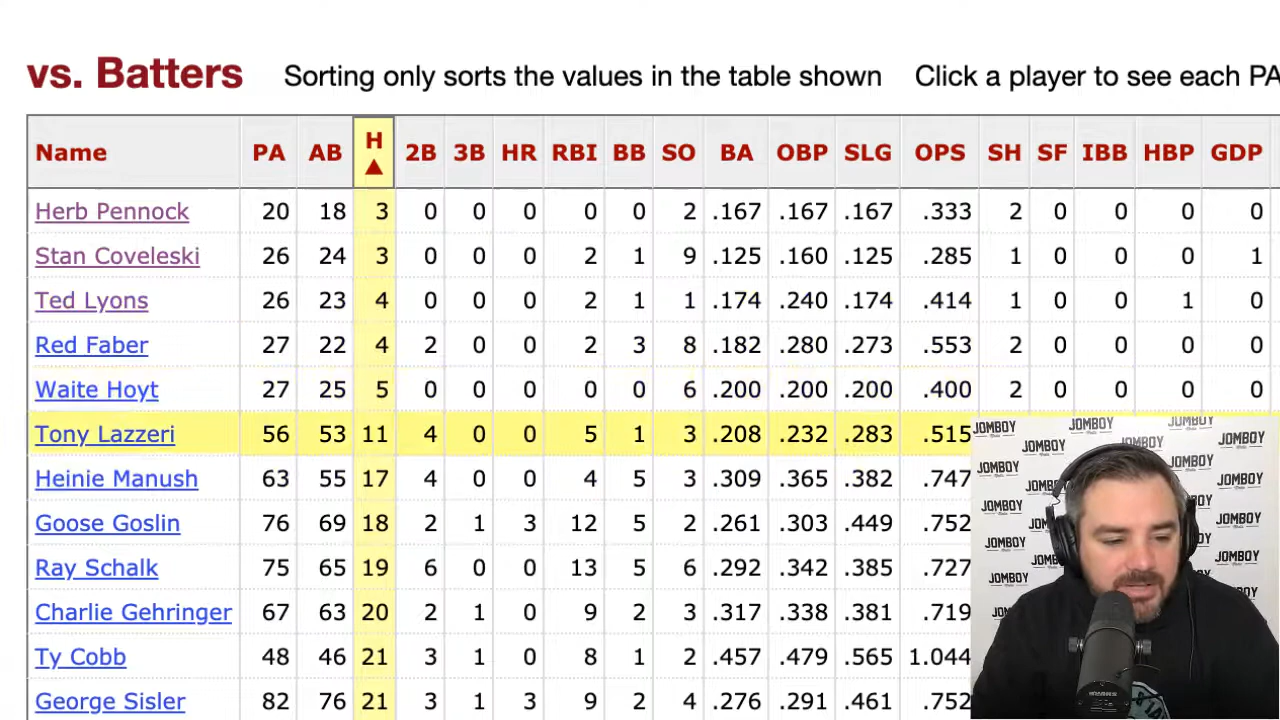 vs. Batters Sorting only sorts the values in the table shown Click a player to see each PA
Name PA AB H ▲ 2B 3B HR RBI BB SO BA OBP SLG OPS SH SF IBB HBP GDP
Herb Pennock 20 18 3 0 0 0 0 0 2 .167 .167 .167 .333 2 0 0 0 0
Stan Coveleski 26 24 3 0 0 0 2 1 9 .125 .160 .125 .285 1 0 0 0 1
Ted Lyons 26 23 4 0 0 0 2 1 1 .174 .240 .174 .414 1 0 0 1 0
Red Faber 27 22 4 2 0 0 2 3 8 .182 .280 .273 .553 2 0 0 0 0
Waite Hoyt 27 25 5 0 0 0 0 0 6 .200 .200 .200 .400 2 0 0 0 0
Tony Lazzeri 56 53 11 4 0 0 5 1 3 .208 .232 .283 .515
Heinie Manush 63 55 17 4 0 0 4 5 3 .309 .365 .382 .747
Goose Goslin 76 69 18 2 1 3 12 5 2 .261 .303 .449 .752
Ray Schalk 75 65 19 6 0 0 13 5 6 .292 .342 .385 .727
Charlie Gehringer 67 63 20 2 1 0 9 2 3 .317 .338 .381 .719
Ty Cobb 48 46 21 3 1 0 8 1 2 .457 .479 .565 1.044
George Sisler 82 76 21 3 1 3 9 2 4 .276 .291 .461 .752
JOMBOY
JOMBOY
JOMBOY
JOMBOY
JOMBOY
JOMBOY
JOMBOY
JOMBOY
JOMBOY
JOMBOY
JOMBOY